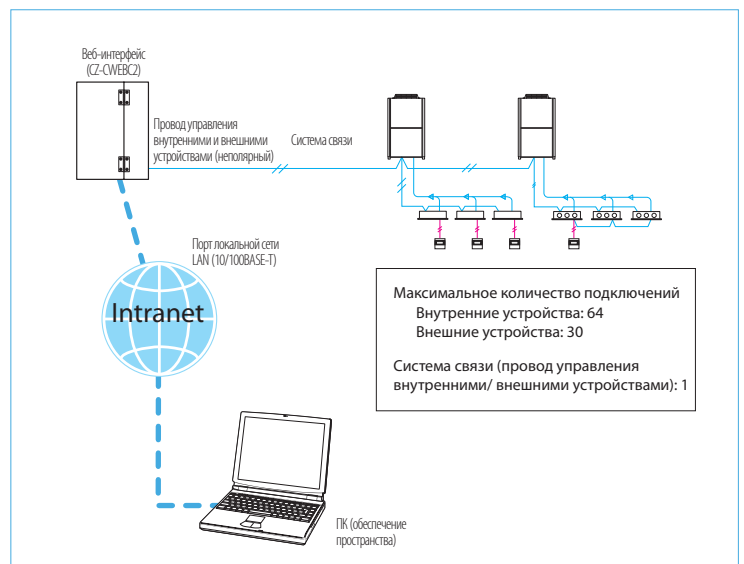 Веб-интерфейс
(CZ-CWEBC2)
Провод управления
внутренними и внешними
устройствами (неполярный)
Система связи
Порт локальной сети
LAN (10/100BASE-T)
Intranet
Максимальное количество подключений
Внутренние устройства: 64
Внешние устройства: 30
Система связи (провод управления
внутренними/ внешними устройствами): 1
ПК (обеспечение
пространства)